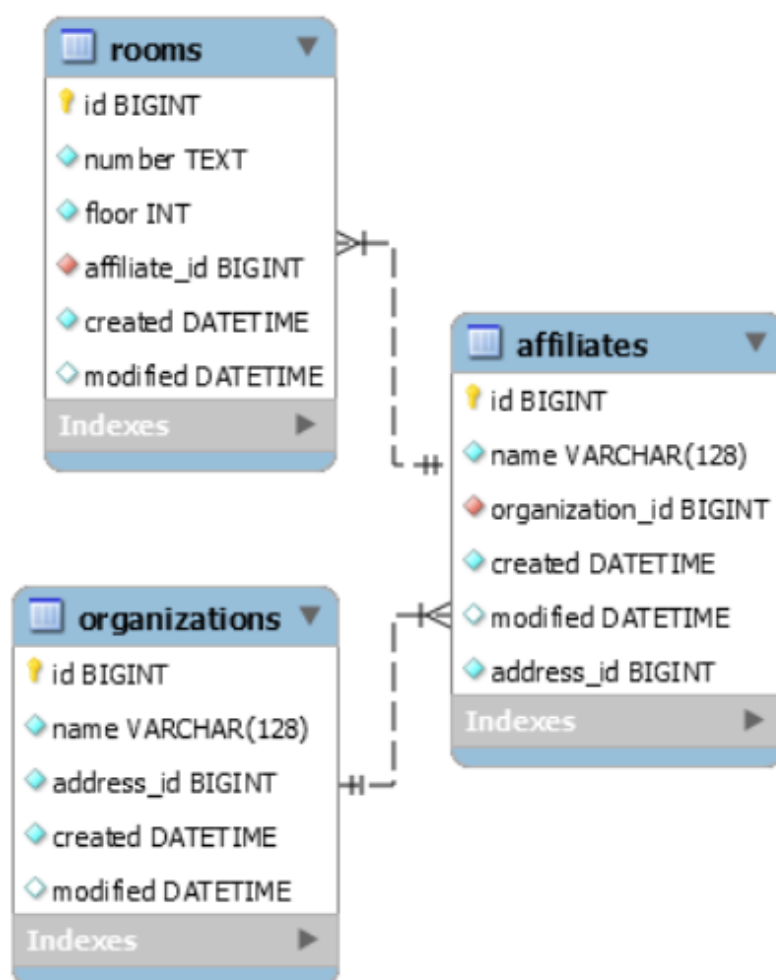 rooms
id BIGINT
number TEXT
floor INT
affiliate_id BIGINT
created DATETIME
modified DATETIME
Indexes
affiliates
id BIGINT
name VARCHAR(128)
organization_id BIGINT
created DATETIME
modified DATETIME
address_id BIGINT
Indexes
organizations
id BIGINT
name VARCHAR(128)
address_id BIGINT
created DATETIME
modified DATETIME
Indexes